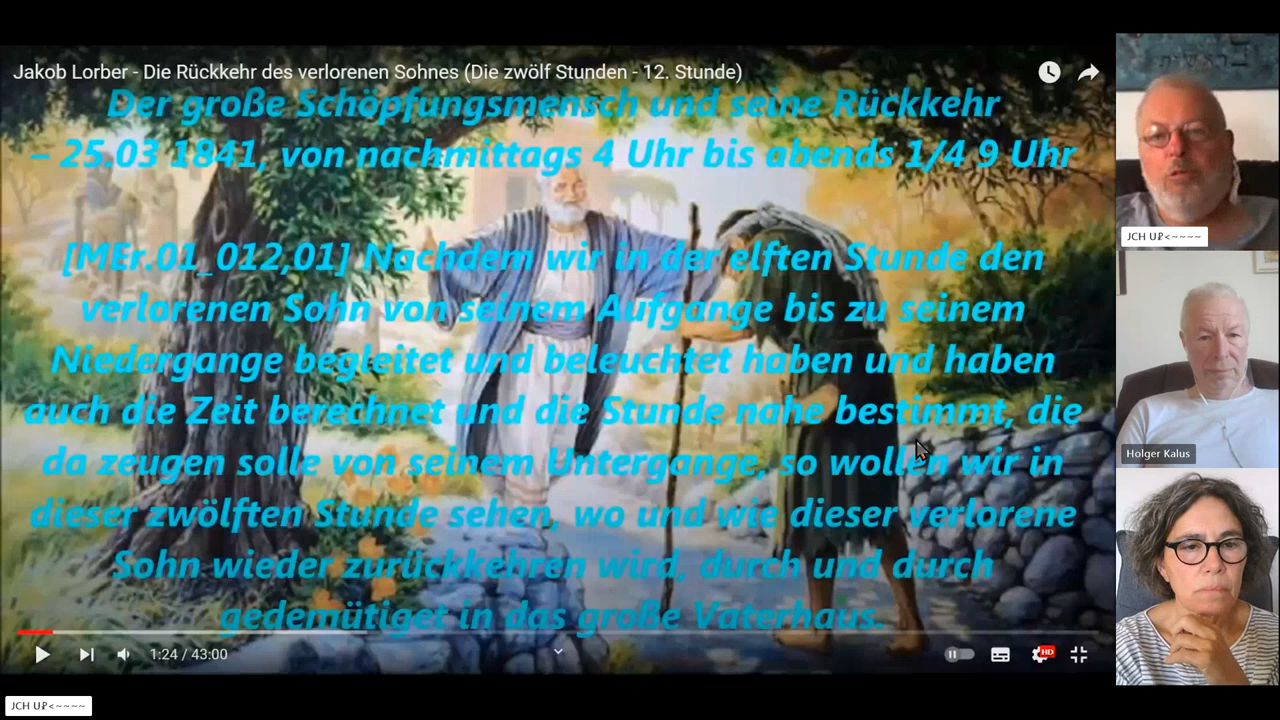 Jakob Lorber - Die Rückkehr des verlorenen Sohnes (Die zwölf Stunden - 12. Stunde)
Der große Schöpfungsmensch und seine Rückkehr
– 25.03 1841, von nachmittags 4 Uhr bis abends 1/4 9 Uhr
[MEr.01_012,01] Nachdem wir in der elften Stunde den
verlorenen Sohn von seinem Aufgange bis zu seinem
Niedergange begleitet und beleuchtet haben und haben
auch die Zeit berechnet und die Stunde nahe bestimmt, die
da zeugen solle von seinem Untergange, so wollen wir in
dieser zwölften Stunde sehen, wo und wie dieser verlorene
Sohn wieder zurückkehren wird, durch und durch
gedemütiget in das große Vaterhaus.
1:24 / 43:00
HD
JCH <~~~~
Holger Kalus
JCH <~~~~